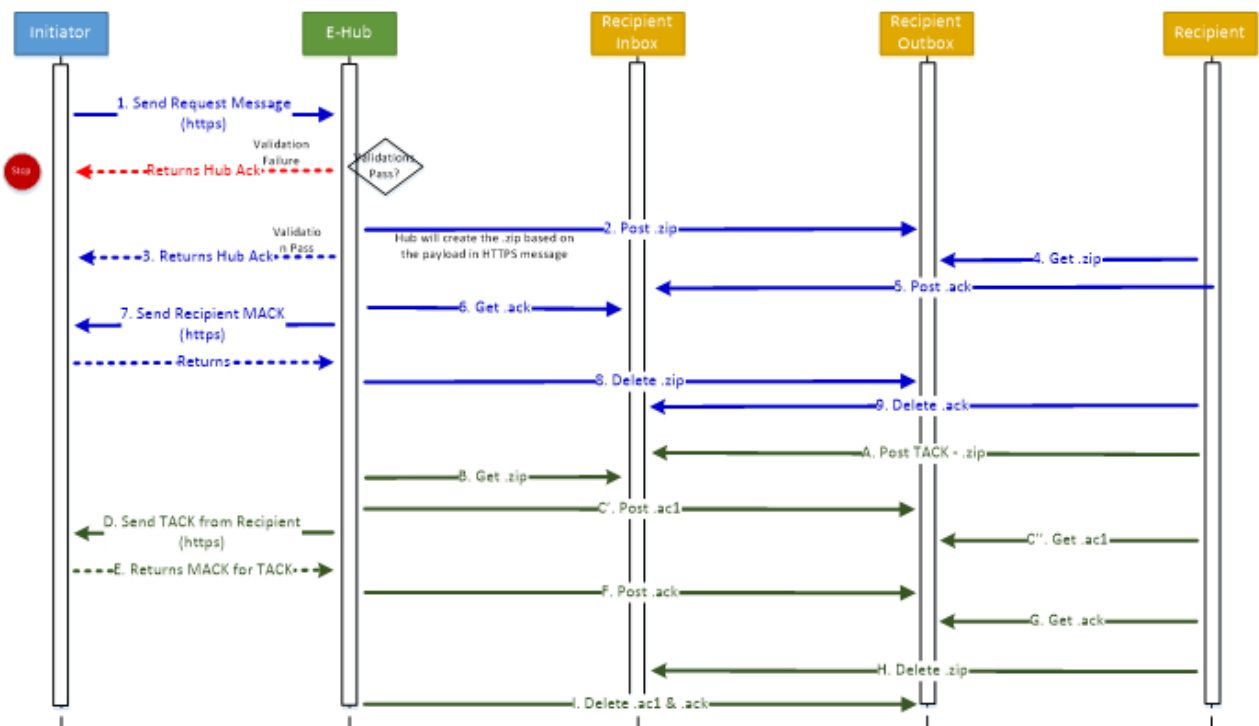 Initiator
E-Hub
Recipient
Inbox
Recipient
Outbox
Recipient
1. Send Request Message
(https)
Validation
Failure
Stop
Returns Hub Ack
Validations
Pass?
2. Post .zip
Validatio
n Pass
Hub will create the .zip based on
the payload in HTTPS message
3. Returns Hub Ack
4. Get .zip
5. Post .ack
6. Get .ack
7. Send Recipient MACK
(https)
Returns
8. Delete .zip
9. Delete .ack
A. Post TACK - .zip
B. Get .zip
C'. Post .ac1
D. Send TACK from Recipient
(https)
C''. Get .ac1
E. Returns MACK for TACK
F. Post .ack
G. Get .ack
H. Delete .zip
I. Delete .ac1 & .ack